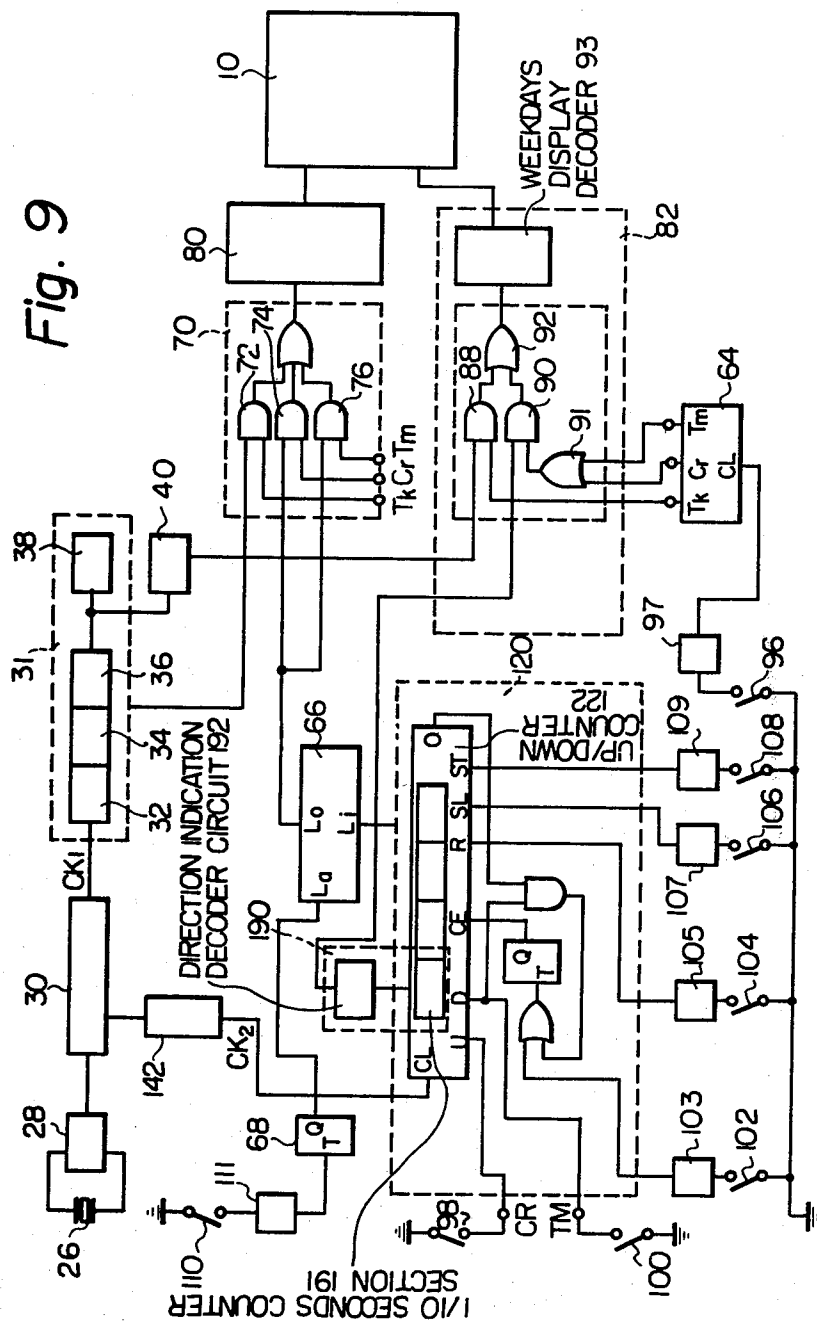 Fig. 9
10
WEEKDAYS
DISPLAY
DECODER 93
80
82
70
72
74
76
Tk Cr Tm
88
92
90
91
64
Tk Cr Tm
CL
31
38
40
36
34
32
CK1
30
142
CK2
28
26
DIRECTION INDICATION
DECODER CIRCUIT 192
190
66
La Lo
Li
68
Q
T
111
110
120
UP/DOWN
COUNTER
122
O
CL
U D CE R SL ST
Q
T
98
CR
TM
100
1/10 SECONDS COUNTER
SECTION 191
97
96
109
108
107
106
105
104
103
102